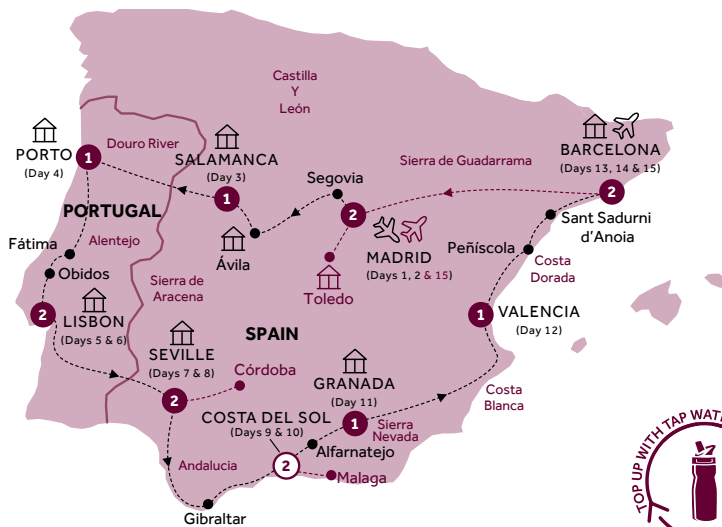 Castilla
Y
León
PORTO
(Day 4)
1
Douro River
SALAMANCA
(Day 3)
1
Segovia
Sierra de Guadarrama
BARCELONA
(Days 13, 14 & 15)
2
Sant Sadurni
d'Anoia
PORTUGAL
Ávila
2
MADRID
(Days 1, 2 & 15)
Toledo
Peñíscola
Costa
Dorada
Fátima
Alentejo
Obidos
2
LISBON
(Days 5 & 6)
Sierra de
Aracena
SPAIN
1
VALENCIA
(Day 12)
SEVILLE
(Days 7 & 8)
2
Córdoba
GRANADA
(Day 11)
1
Sierra
Nevada
Costa
Blanca
COSTA DEL SOL
(Days 9 & 10)
2
Alfarnatejo
Malaga
Andalucia
Gibraltar
TOP UP WITH TAP WAT